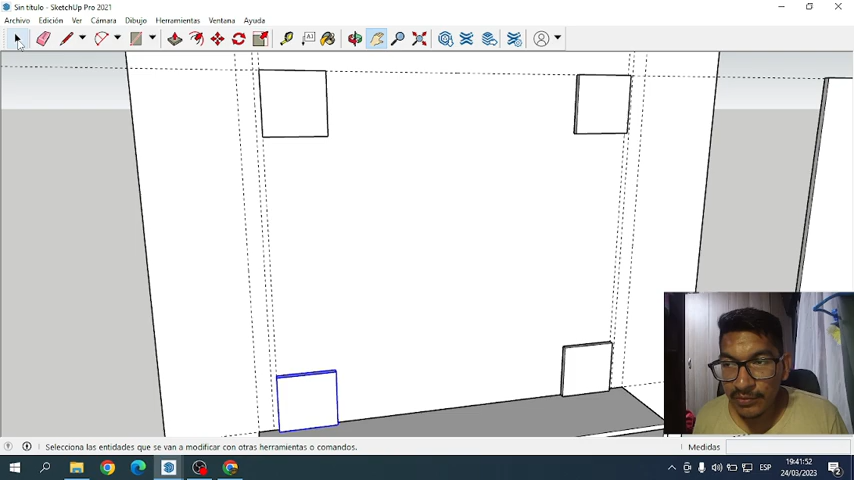 Sin título - SketchUp Pro 2021
Archivo Edición Ver Cámara Dibujo Herramientas Ventana Ayuda
Selecciona las entidades que se van a modificar con otras herramientas o comandos.
Medidas
ESP
19:41:52
24/03/2023
2